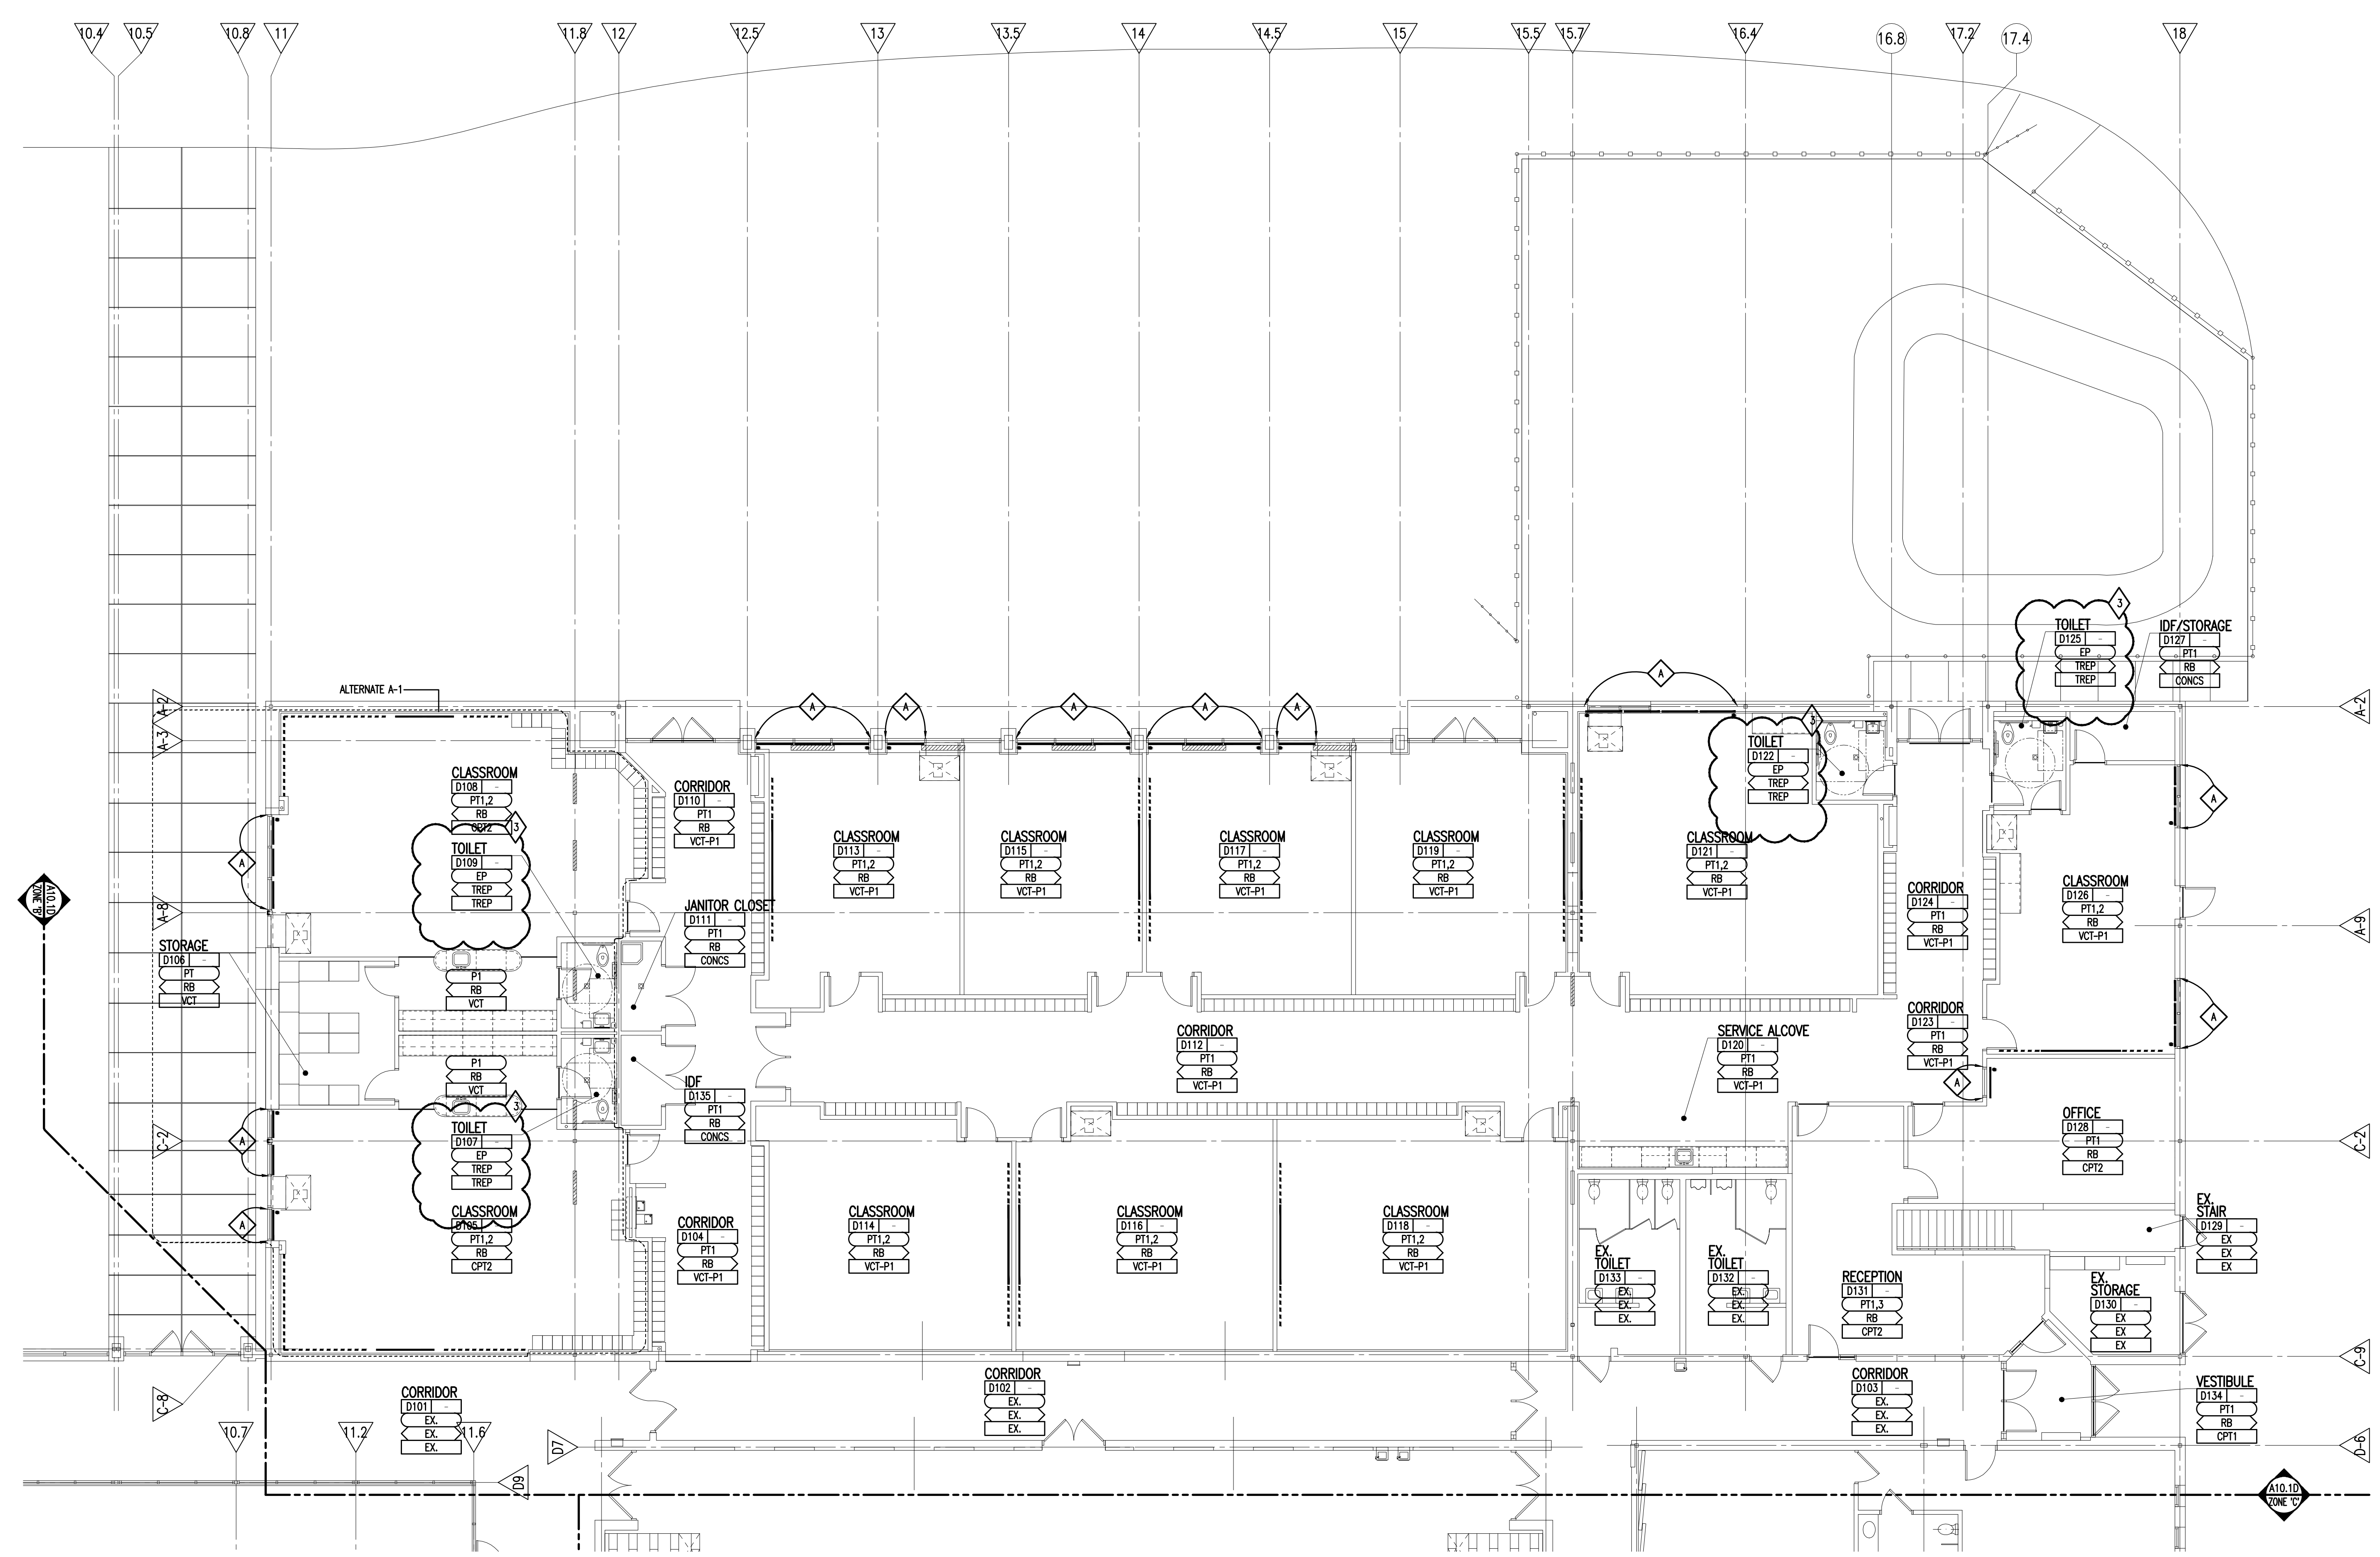 10.4
10.5
10.8
11
11.8
12
12.5
13
13.5
14
14.5
15
15.5
15.7
16.4
16.8
17.2
17.4
18
3
TOILET
D125 -
EP
TREP
TREP
IDF/STORAGE
D127 -
PT1
RB
CONCS
ALTERNATE A-1
A-2
A-3
A
A
A
A
A
A
A-2
3
TOILET
D122 -
EP
TREP
TREP
CLASSROOM
D108 -
PT1,2
RB
CPT2
3
CORRIDOR
D110 -
PT1
RB
VCT-P1
A
A
TOILET
D109 -
EP
TREP
TREP
CLASSROOM
D113 -
PT1,2
RB
VCT-P1
CLASSROOM
D115 -
PT1,2
RB
VCT-P1
CLASSROOM
D117 -
PT1,2
RB
VCT-P1
CLASSROOM
D119 -
PT1,2
RB
VCT-P1
CLASSROOM
D121 -
PT1,2
RB
VCT-P1
CORRIDOR
D124 -
PT1
RB
VCT-P1
CLASSROOM
D126 -
PT1,2
RB
VCT-P1
A10.1D
ZONE 'B'
A-8
A-9
JANITOR CLOSET
D111 -
PT1
RB
CONCS
STORAGE
D106 -
PT
RB
VCT
P1
RB
VCT
P1
RB
VCT
CORRIDOR
D112 -
PT1
RB
VCT-P1
SERVICE ALCOVE
D120 -
PT1
RB
VCT-P1
CORRIDOR
D123 -
PT1
RB
VCT-P1
A
A
IDF
D135 -
PT1
RB
CONCS
3
C-2
A
TOILET
D107 -
EP
TREP
TREP
OFFICE
D128 -
PT1
RB
CPT2
C-2
A
CLASSROOM
D105 -
PT1,2
RB
CPT2
CORRIDOR
D104 -
PT1
RB
VCT-P1
CLASSROOM
D114 -
PT1,2
RB
VCT-P1
CLASSROOM
D116 -
PT1,2
RB
VCT-P1
CLASSROOM
D118 -
PT1,2
RB
VCT-P1
EX.
TOILET
D133 -
EX.
EX.
EX.
EX.
TOILET
D132 -
EX.
EX.
EX.
RECEPTION
D131 -
PT1,3
RB
CPT2
EX.
STAIR
D129 -
EX
EX
EX
EX.
STORAGE
D130 -
EX
EX
EX
C-9
C-8
CORRIDOR
D101 -
EX.
EX.
EX.
CORRIDOR
D102 -
EX.
EX.
EX.
CORRIDOR
D103 -
EX.
EX.
EX.
VESTIBULE
D134 -
PT1
RB
CPT1
10.7
11.2
11.6
D7
D-6
D9
A10.1D
ZONE 'C'